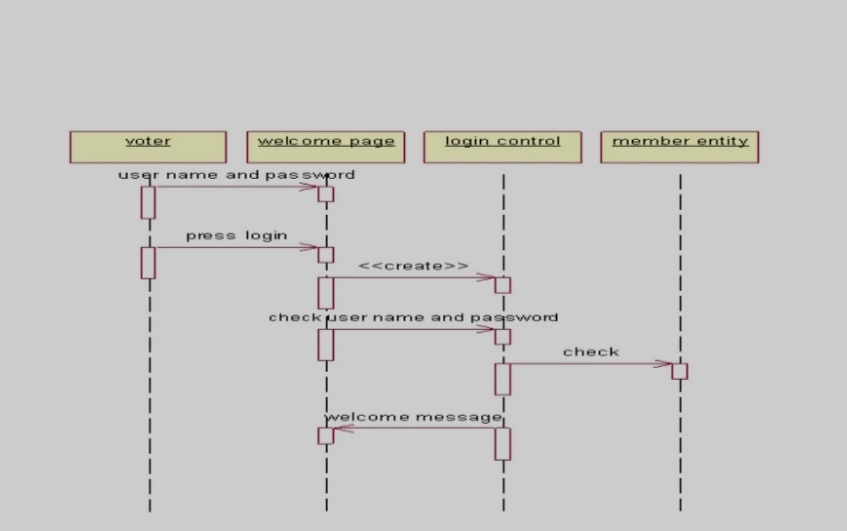 voter
welcome page
login control
member entity
user name and password
press login
<<create>>
check user name and password
check
welcome message